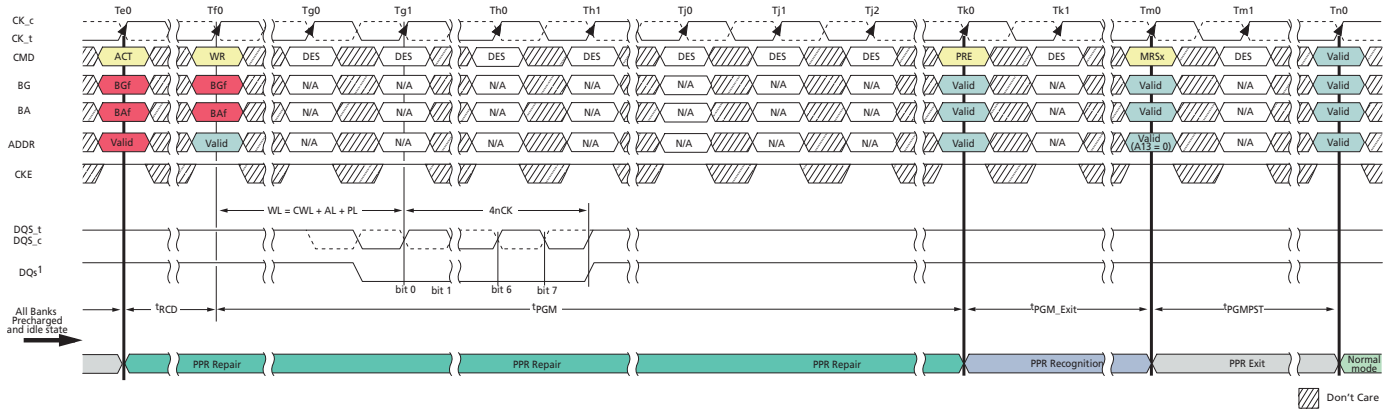 Te0 Tf0 Tg0 Tg1 Th0 Th1 Tj0 Tj1 Tj2 Tk0 Tk1 Tm0 Tm1 Tn0
CK_c
CK_t
CMD ACT WR DES DES DES DES DES DES DES PRE DES MRSx DES Valid
BG BGf BGf N/A N/A N/A N/A N/A N/A N/A Valid N/A Valid N/A Valid
BA BAf BAf N/A N/A N/A N/A N/A N/A N/A Valid N/A Valid N/A Valid
ADDR Valid Valid N/A N/A N/A N/A N/A N/A N/A Valid N/A Valid (A13 = 0) N/A Valid
CKE
WL = CWL + AL + PL 4nCK
DQS_t
DQS_c
DQs1
bit 0 bit 1 bit 6 bit 7
All Banks
Precharged
and idle state
tRCD tPGM tPGM_Exit tPGMPST
PPR Repair PPR Repair PPR Repair PPR Recognition PPR Exit Normal
mode
Don't Care